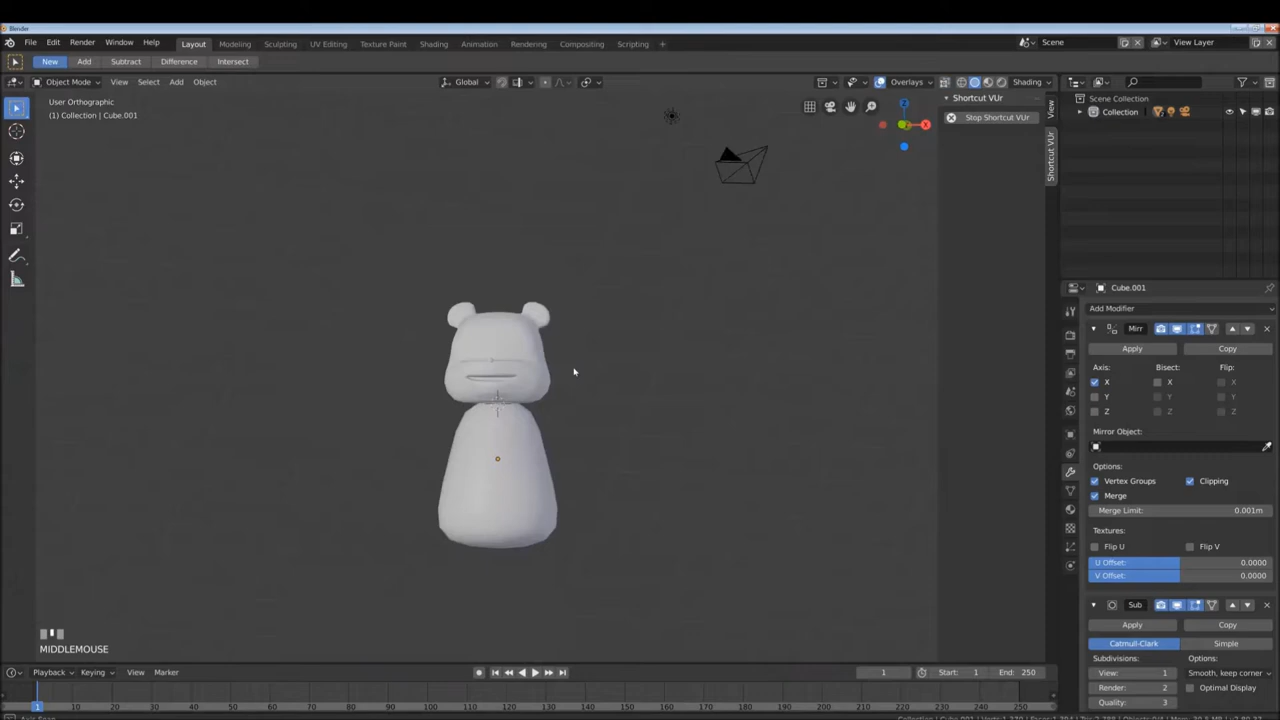 Blender
File Edit Render Window Help
Layout Modeling Sculpting UV Editing Texture Paint Shading Animation Rendering Compositing Scripting +
Scene
View Layer
New Add Subtract Difference Intersect
Object Mode View Select Add Object
Global
Overlays
Shading
User Orthographic
(1) Collection | Cube.001
Z
X
Shortcut VUr
Stop Shortcut VUr
View
Shortcut VUr
Scene Collection
Collection
Cube.001
Add Modifier
Mirr
Apply Copy
Axis: Bisect: Flip:
X X X
Y Y Y
Z Z Z
Mirror Object:
Options:
Vertex Groups Clipping
Merge
Merge Limit: 0.001m
Textures:
Flip U Flip V
U Offset: 0.0000
V Offset: 0.0000
Sub
Apply Copy
Catmull-Clark Simple
Subdivisions: Options:
View: 1 Smooth, keep corner
Render: 2 Optimal Display
Quality: 3
MIDDLEMOUSE
Playback Keying View Marker
1 Start: 1 End: 250
1 10 20 30 40 50 60 70 80 90 100 110 120 130 140 150 160 170 180 190 200 210 220 230 240 250